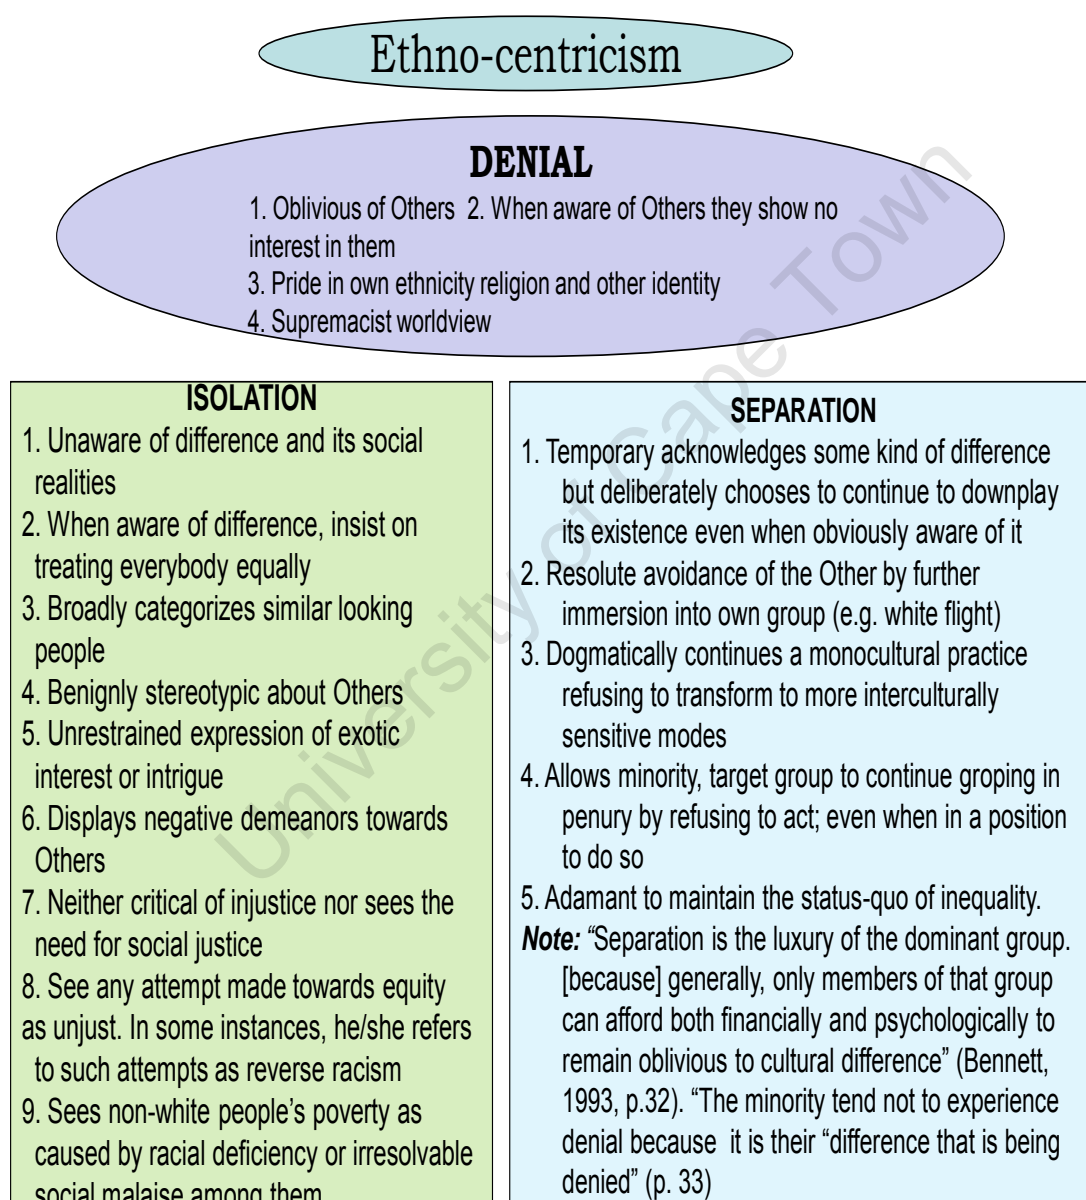 Ethno-centricism
DENIAL
1. Oblivious of Others 2. When aware of Others they show no
interest in them
3. Pride in own ethnicity religion and other identity
4. Supremacist worldview
ISOLATION
1. Unaware of difference and its social
realities
2. When aware of difference, insist on
treating everybody equally
3. Broadly categorizes similar looking
people
4. Benignly stereotypic about Others
5. Unrestrained expression of exotic
interest or intrigue
6. Displays negative demeanors towards
Others
7. Neither critical of injustice nor sees the
need for social justice
8. See any attempt made towards equity
as unjust. In some instances, he/she refers
to such attempts as reverse racism
9. Sees non-white people’s poverty as
caused by racial deficiency or irresolvable
social malaise among them
SEPARATION
1. Temporary acknowledges some kind of difference
but deliberately chooses to continue to downplay
its existence even when obviously aware of it
2. Resolute avoidance of the Other by further
immersion into own group (e.g. white flight)
3. Dogmatically continues a monocultural practice
refusing to transform to more interculturally
sensitive modes
4. Allows minority, target group to continue groping in
penury by refusing to act; even when in a position
to do so
5. Adamant to maintain the status-quo of inequality.
Note: “Separation is the luxury of the dominant group.
[because] generally, only members of that group
can afford both financially and psychologically to
remain oblivious to cultural difference” (Bennett,
1993, p.32). “The minority tend not to experience
denial because it is their “difference that is being
denied” (p. 33)
University of Cape Town